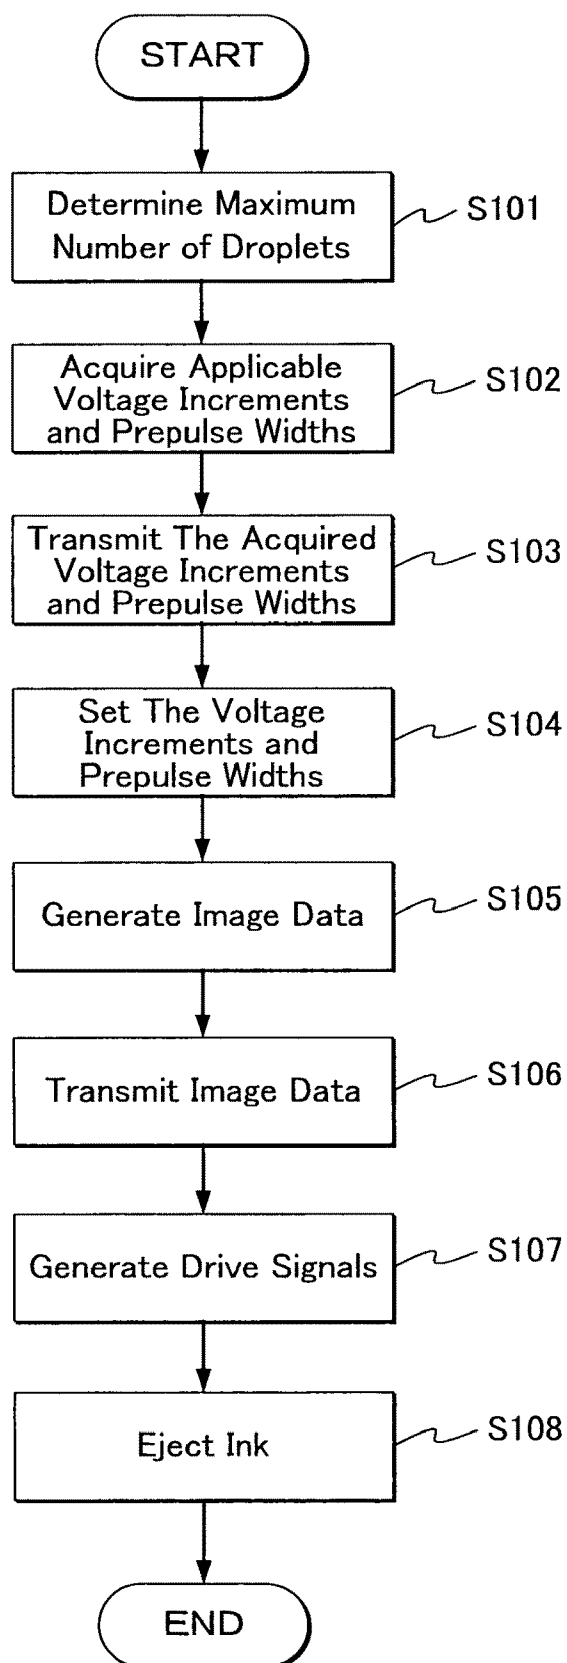 START
Determine Maximum
Number of Droplets
S101
Acquire Applicable
Voltage Increments
and Prepulse Widths
S102
Transmit The Acquired
Voltage Increments
and Prepulse Widths
S103
Set The Voltage
Increments and
Prepulse Widths
S104
Generate Image Data
S105
Transmit Image Data
S106
Generate Drive Signals
S107
Eject Ink
S108
END